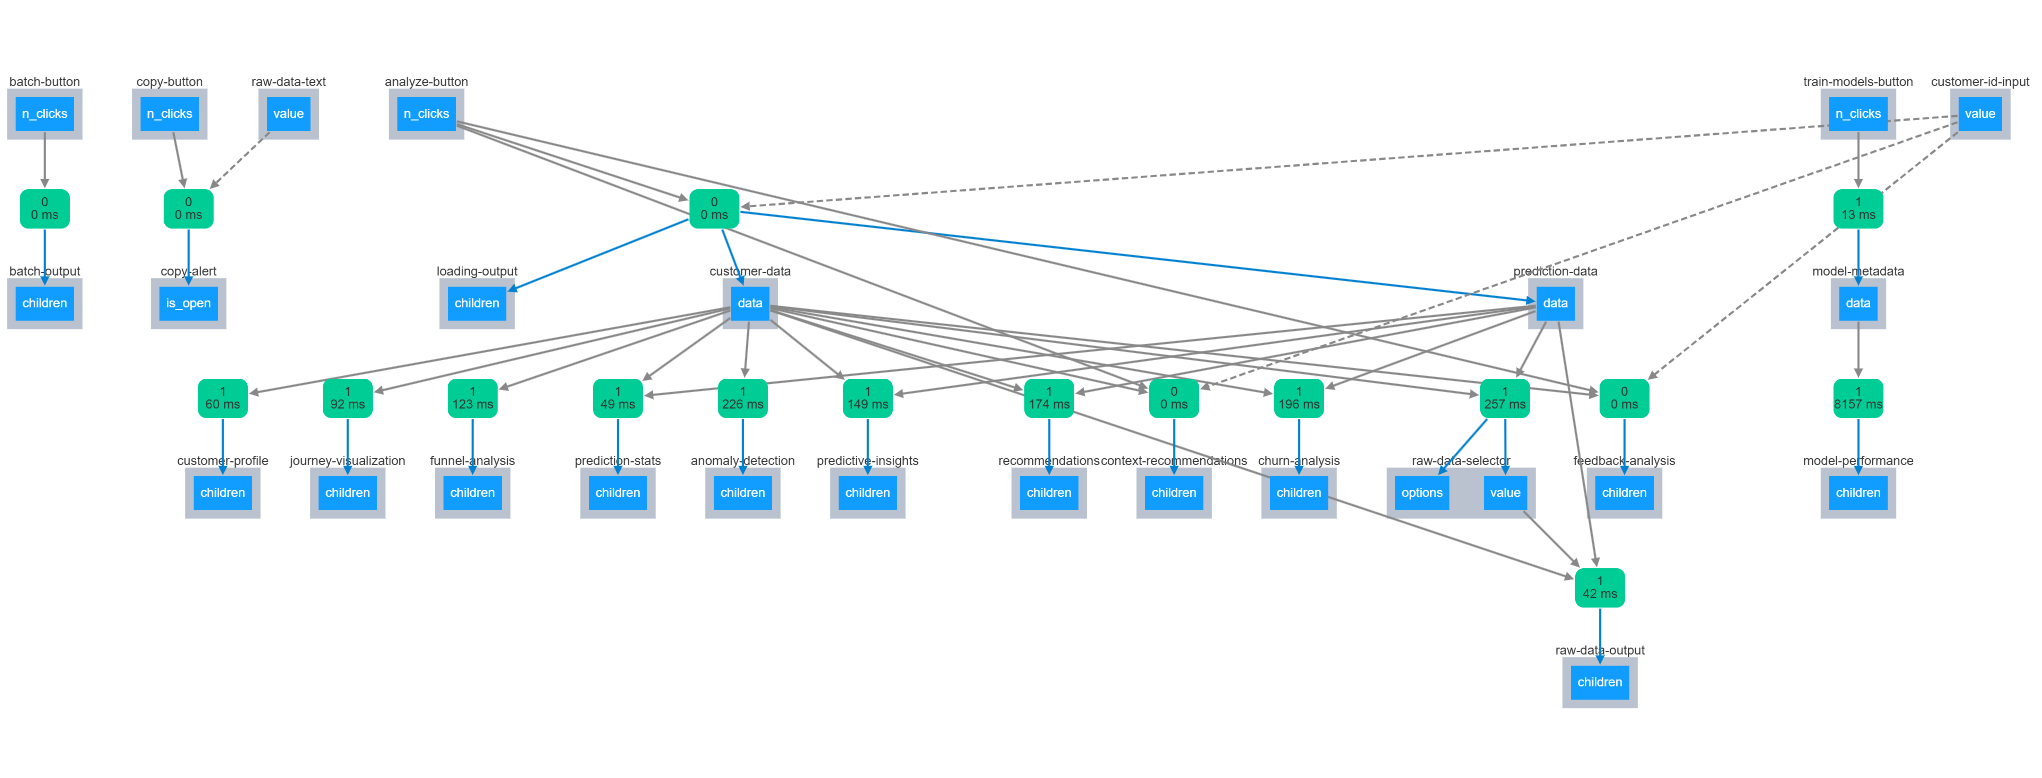 batch-button
copy-button
raw-data-text
analyze-button
train-models-button
customer-id-input
n_clicks
n_clicks
value
n_clicks
n_clicks
value
0
0 ms
0
0 ms
0
0 ms
1
13 ms
batch-output
copy-alert
loading-output
customer-data
prediction-data
model-metadata
children
is_open
children
data
data
data
1
60 ms
1
92 ms
1
123 ms
1
49 ms
1
226 ms
1
149 ms
1
174 ms
0
0 ms
1
196 ms
1
257 ms
0
0 ms
1
8157 ms
customer-profile
journey-visualization
funnel-analysis
prediction-stats
anomaly-detection
predictive-insights
recommendations
context-recommendations
churn-analysis
raw-data-selector
feedback-analysis
model-performance
children
children
children
children
children
children
children
children
children
options
value
children
children
1
42 ms
raw-data-output
children